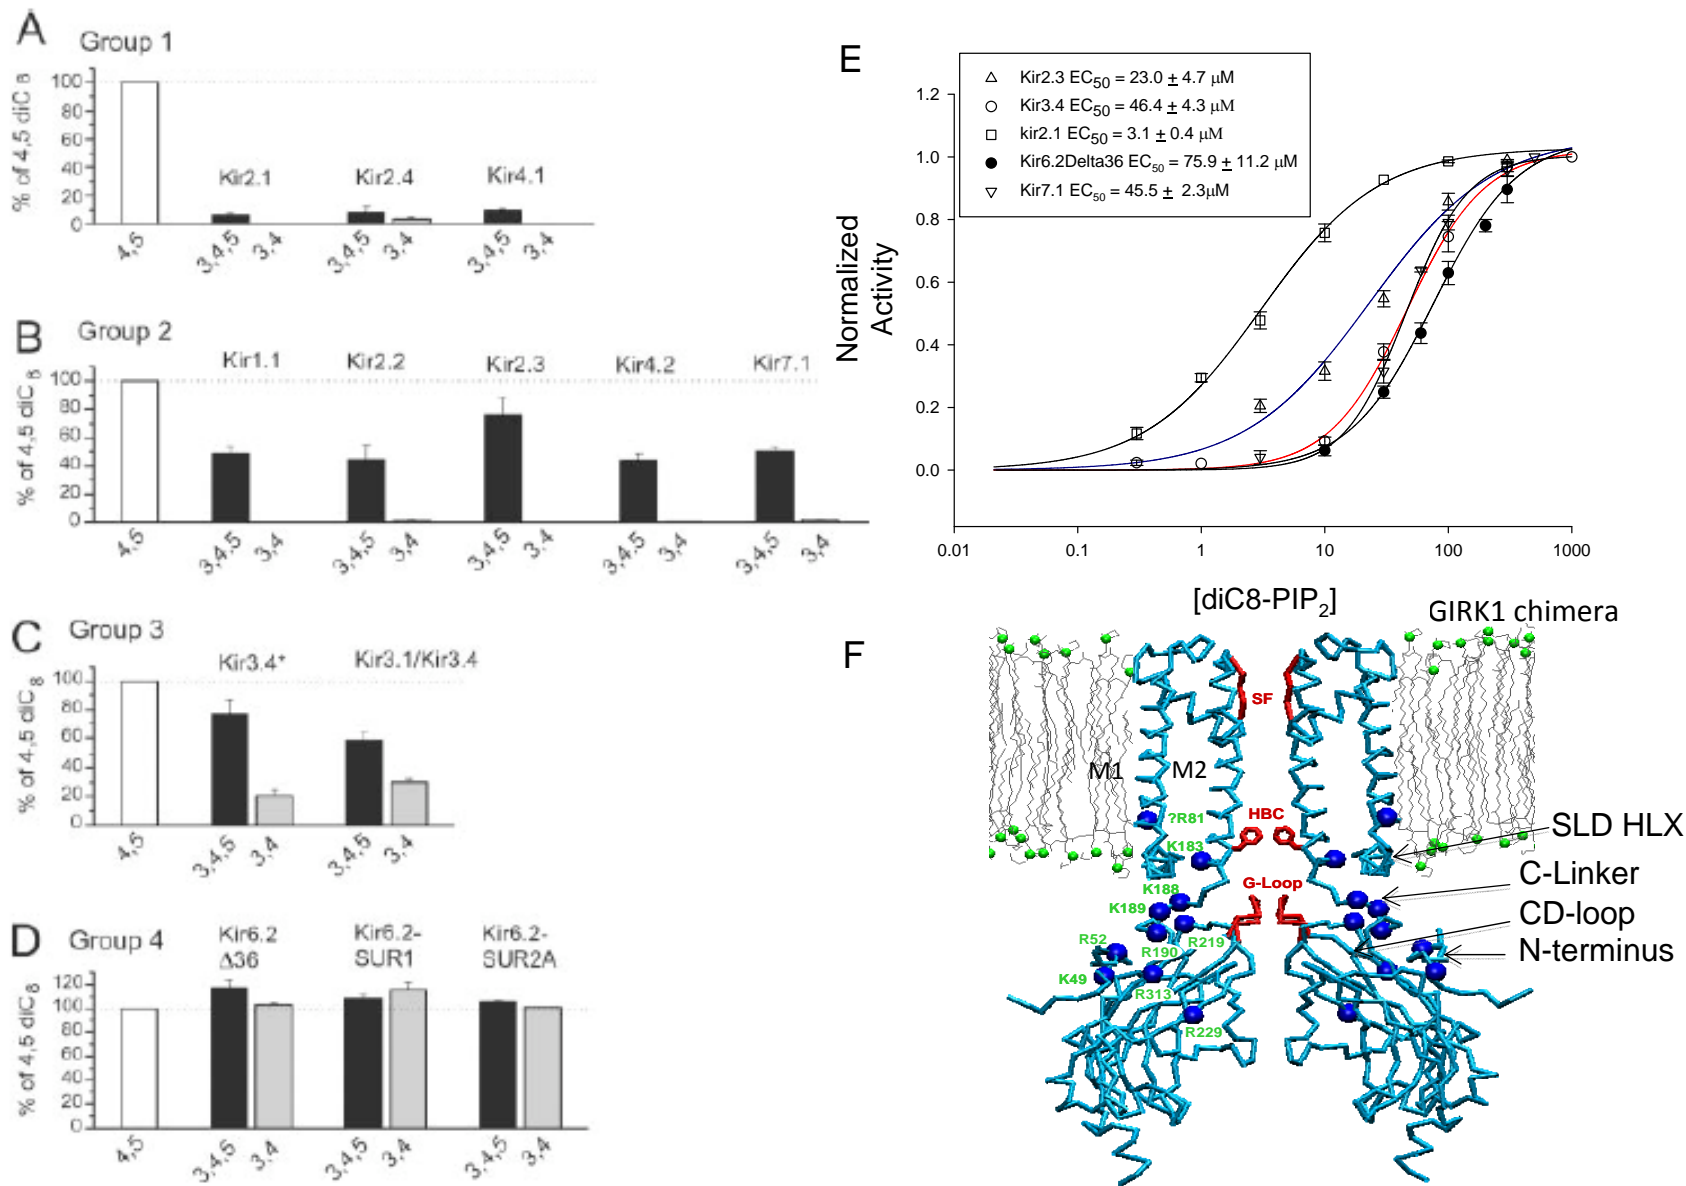 A
Group 1
% of 4,5 diC8
100
80
60
40
20
0
Kir2.1
Kir2.4
Kir4.1
4,5
3,4,5
3,4
3,4,5
3,4
3,4,5
3,4
B
Group 2
% of 4,5 diC8
100
80
60
40
20
0
Kir1.1
Kir2.2
Kir2.3
Kir4.2
Kir7.1
4,5
3,4,5
3,4
3,4,5
3,4
3,4,5
3,4
3,4,5
3,4
3,4,5
3,4
C
Group 3
% of 4,5 diC8
100
80
60
40
20
0
Kir3.4*
Kir3.1/Kir3.4
4,5
3,4,5
3,4
3,4,5
3,4
D
Group 4
% of 4,5 diC8
120
100
80
60
40
20
0
Kir6.2
Δ36
Kir6.2-
SUR1
Kir6.2-
SUR2A
4,5
3,4,5
3,4
3,4,5
3,4
3,4,5
3,4
E
Kir2.3 EC50 = 23.0 ± 4.7 μM
Kir3.4 EC50 = 46.4 ± 4.3 μM
kir2.1 EC50 = 3.1 ± 0.4 μM
Kir6.2Delta36 EC50 = 75.9 ± 11.2 μM
Kir7.1 EC50 = 45.5 ± 2.3μM
Normalized
Activity
1.2
1.0
0.8
0.6
0.4
0.2
0.0
0.01
0.1
1
10
100
1000
[diC8-PIP2]
F
GIRK1 chimera
SF
M1
M2
HBC
?R81
K183
G-Loop
K188
K189
R52
R190
R219
K49
R313
R229
SLD HLX
C-Linker
CD-loop
N-terminus